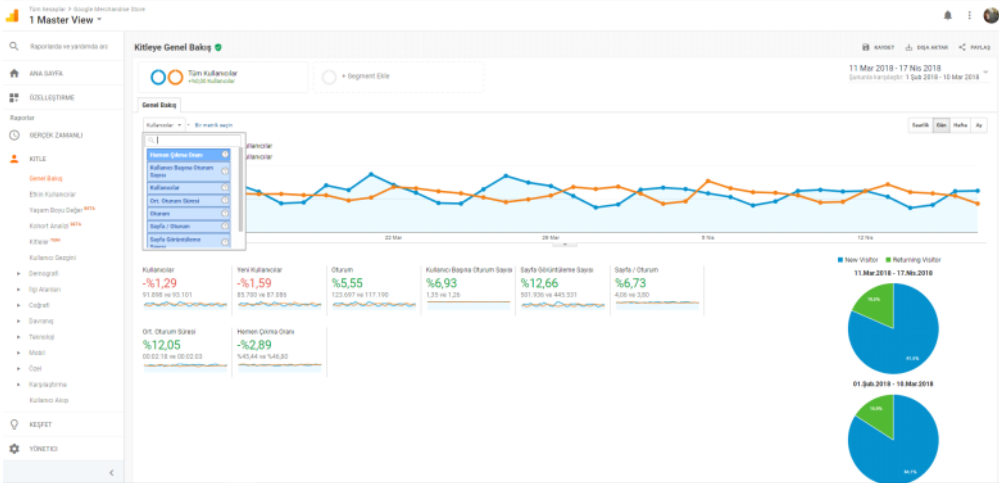 Tüm hesaplar > Google Merchandise Store
1 Master View
Raporlarda ve yardımda ara
Kitleye Genel Bakış
KAYDET
DIŞA AKTAR
PAYLAŞ
ANA SAYFA
ÖZELLEŞTİRME
Raporlar
GERÇEK ZAMANLI
KİTLE
Genel Bakış
Etkin Kullanıcılar
Yaşam Boyu Değer BETA
Kohort Analizi BETA
Kitleler YENİ
Kullanıcı Gezgini
Demografi
İlgi Alanları
Coğrafi
Davranış
Teknoloji
Mobil
Özel
Karşılaştırma
Kullanıcı Akışı
KEŞFET
YÖNETİCİ
Tüm Kullanıcılar
+%0,00 Kullanıcılar
+ Segment Ekle
11 Mar 2018 - 17 Nis 2018
Şununla karşılaştır: 1 Şub 2018 - 10 Mar 2018
Genel Bakış
Kullanıcılar
Bir metrik seçin
Saatlik Gün Hafta Ay
Hemen Çıkma Oranı
Kullanıcı Başına Oturum
Sayısı
Kullanıcılar
Ort. Oturum Süresi
Oturum
Sayfa / Oturum
Sayfa Görüntüleme
Sayısı
22 Mar
29 Mar
5 Nis
12 Nis
Kullanıcılar
-%1,29
91.898 ve 93.101
Yeni Kullanıcılar
-%1,59
85.700 ve 87.086
Oturum
%5,55
123.697 ve 117.190
Kullanıcı Başına Oturum Sayısı
%6,93
1,35 ve 1,26
Sayfa Görüntüleme Sayısı
%12,66
501.936 ve 445.531
Sayfa / Oturum
%6,73
4,06 ve 3,80
Ort. Oturum Süresi
%12,05
00:02:18 ve 00:02:03
Hemen Çıkma Oranı
-%2,89
%45,44 ve %46,80
New Visitor Returning Visitor
11.Mar.2018 - 17.Nis.2018
01.Şub.2018 - 10.Mar.2018